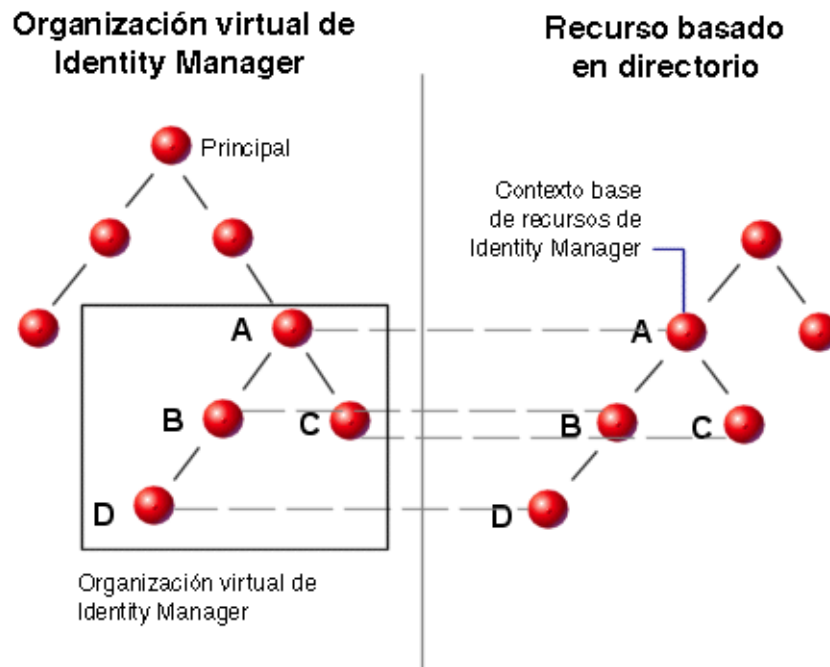 Organización virtual de
Identity Manager
Recurso basado
en directorio
Principal
Contexto base
de recursos de
Identity Manager
A
A
B
C
B
C
D
D
Organización virtual de
Identity Manager